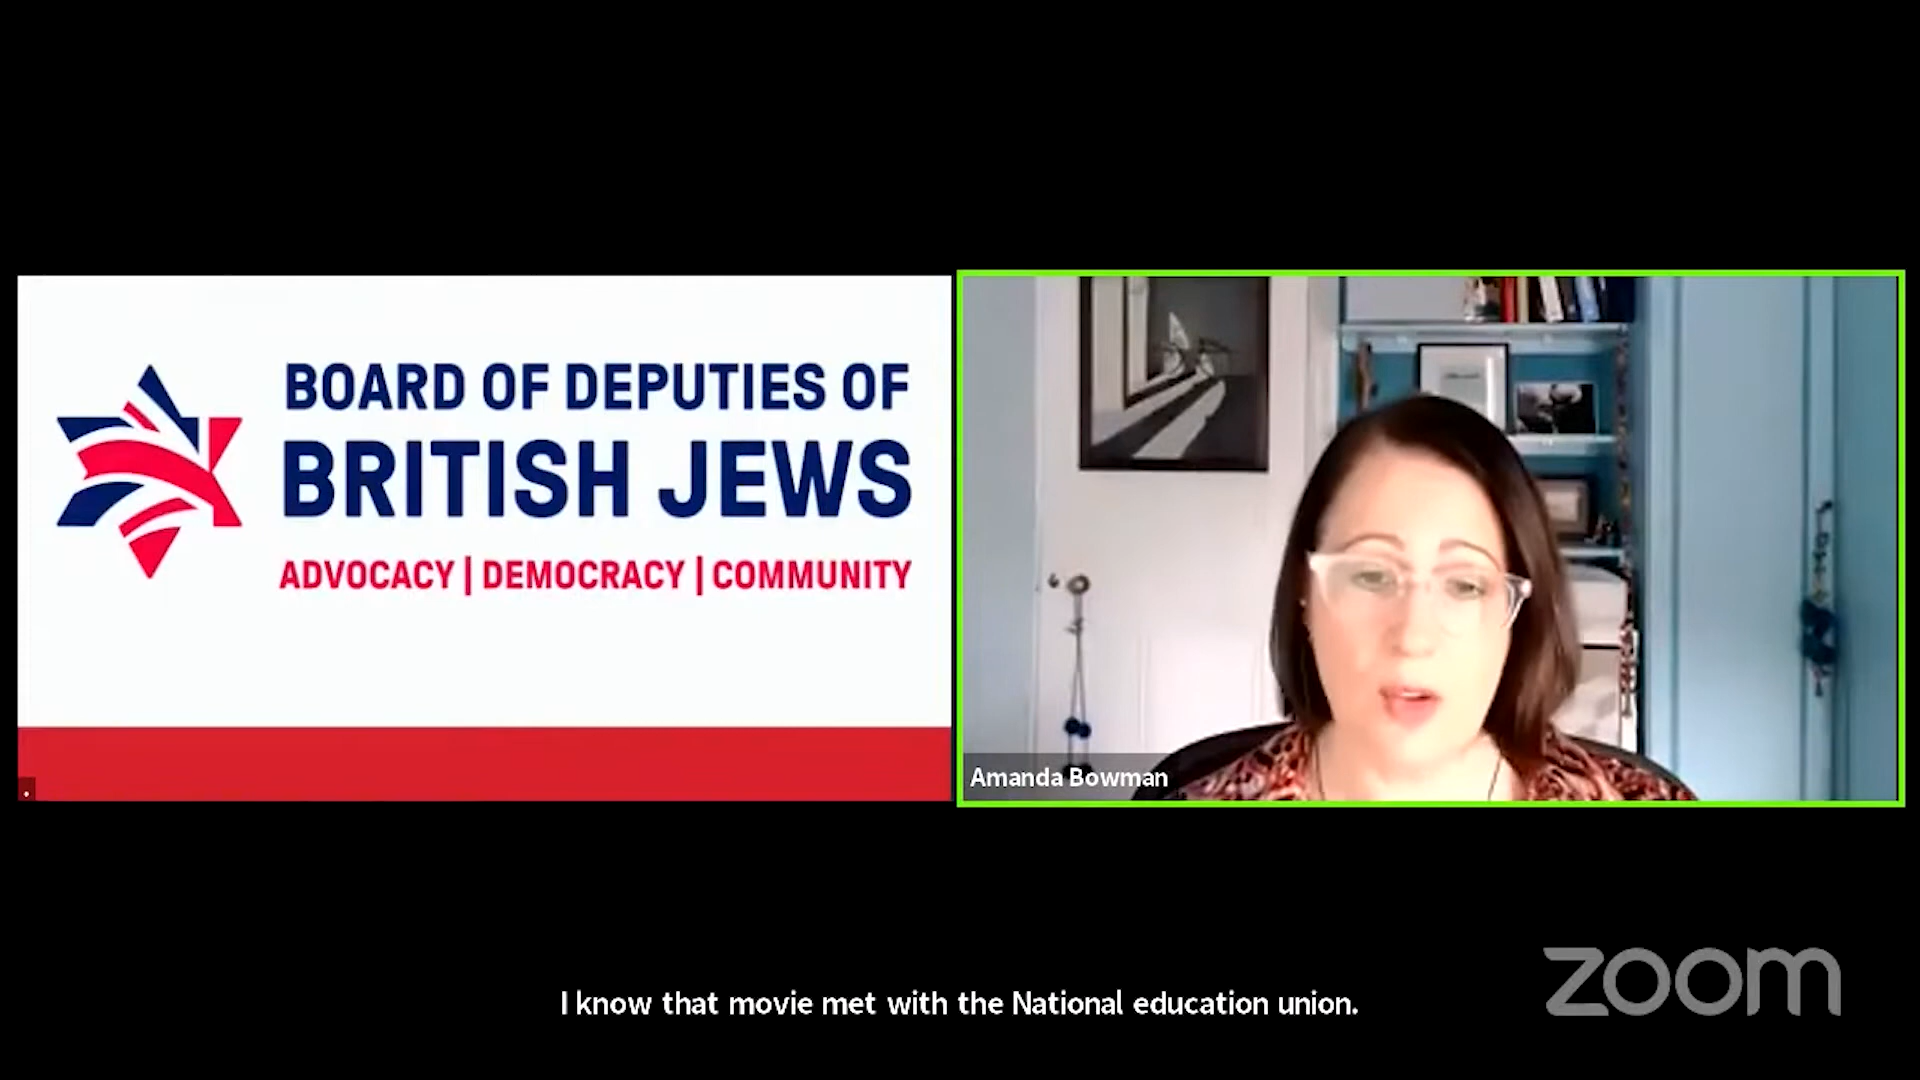 BOARD OF DEPUTIES OF
BRITISH JEWS
ADVOCACY | DEMOCRACY | COMMUNITY
Amanda Bowman
zoom
I know that movie met with the National education union.